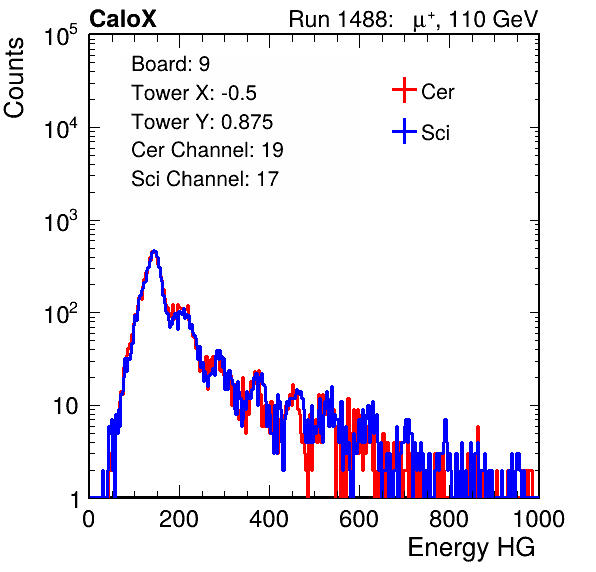 CaloX Run 1488: μ⁺, 110 GeV
Counts
Board: 9
Tower X: -0.5
Tower Y: 0.875
Cer Channel: 19
Sci Channel: 17
Cer
Sci
10⁵
10⁴
10³
10²
10
1
0 200 400 600 800 1000
Energy HG